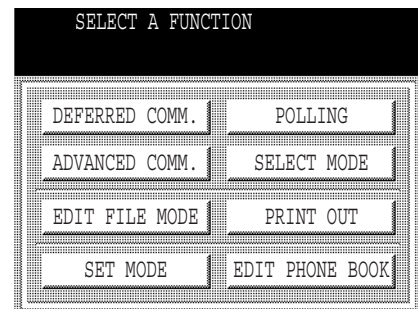 SELECT A FUNCTION
DEFERRED COMM. POLLING
ADVANCED COMM. SELECT MODE
EDIT FILE MODE PRINT OUT
SET MODE EDIT PHONE BOOK